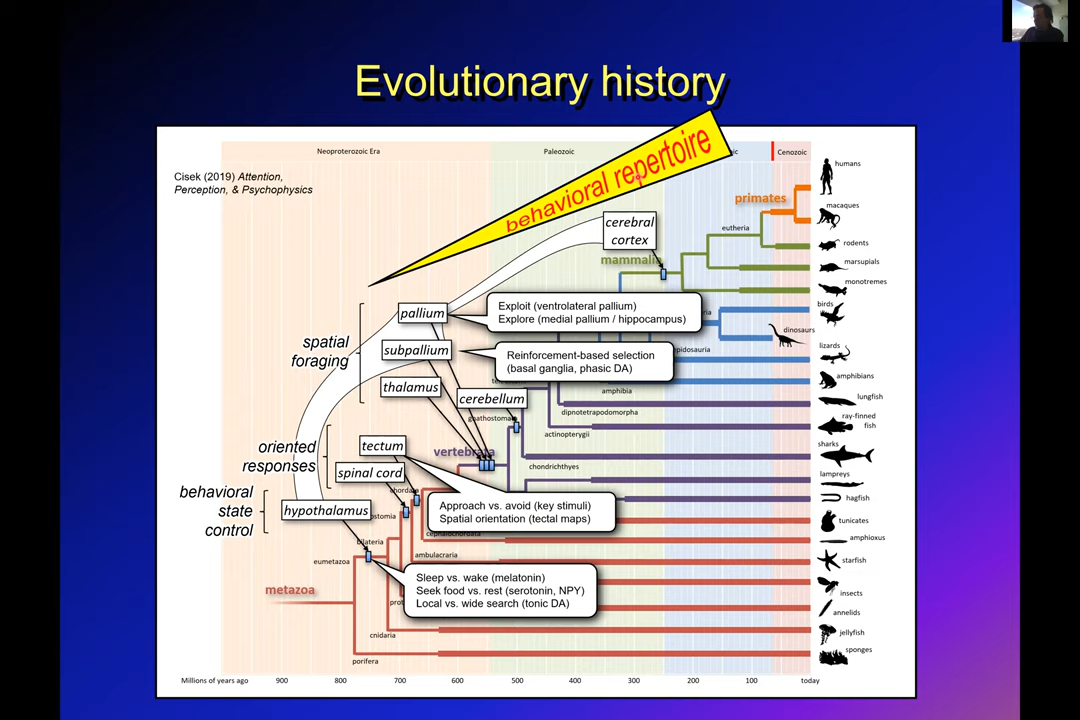 Evolutionary history
Neoproterozoic Era
Paleozoic
Cenozoic
Cisek (2019) Attention,
Perception, & Psychophysics
behavioral repertoire
humans
primates
macaques
cerebral
cortex
eutheria
rodents
mammalia
marsupials
monotremes
pallium
Exploit (ventrolateral pallium)
Explore (medial pallium / hippocampus)
birds
dinosaurs
spatial
foraging
subpallium
Reinforcement-based selection
(basal ganglia, phasic DA)
lizards
thalamus
amphibians
amphibia
cerebellum
lungfish
dipnotetrapodomorpha
ray-finned
fish
actinopterygii
oriented
responses
tectum
vertebrata
sharks
spinal cord
chondrichthyes
lampreys
behavioral
state
control
hypothalamus
Approach vs. avoid (key stimuli)
Spatial orientation (tectal maps)
hagfish
tunicates
cephalochordata
amphioxus
bilateria
ambulacraria
eumetazoa
starfish
Sleep vs. wake (melatonin)
Seek food vs. rest (serotonin, NPY)
Local vs. wide search (tonic DA)
metazoa
insects
annelids
cnidaria
jellyfish
porifera
sponges
Millions of years ago 900 800 700 600 500 400 300 200 100 today